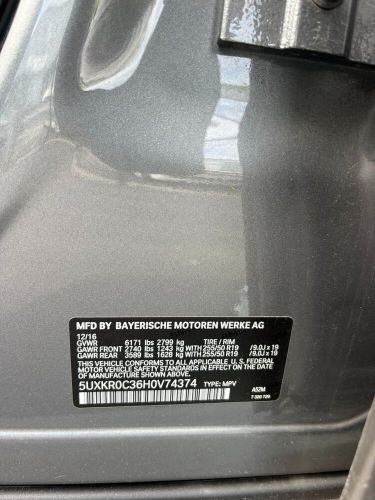 MFD BY BAYERISCHE MOTOREN WERKE AG
12/16
GVWR 6171 lbs 2799 kg TIRE / RIM
GAWR FRONT 2740 lbs 1243 kg WITH 255/50 R19 /9.0J x 19
GAWR REAR 3589 lbs 1628 kg WITH 255/50 R19 /9.0J x 19
THIS VEHICLE CONFORMS TO ALL APPLICABLE U.S. FEDERAL
MOTOR VEHICLE SAFETY STANDARDS IN EFFECT ON THE DATE
OF MANUFACTURE SHOWN ABOVE.
5UXKR0C36H0V74374 TYPE: MPV A52M